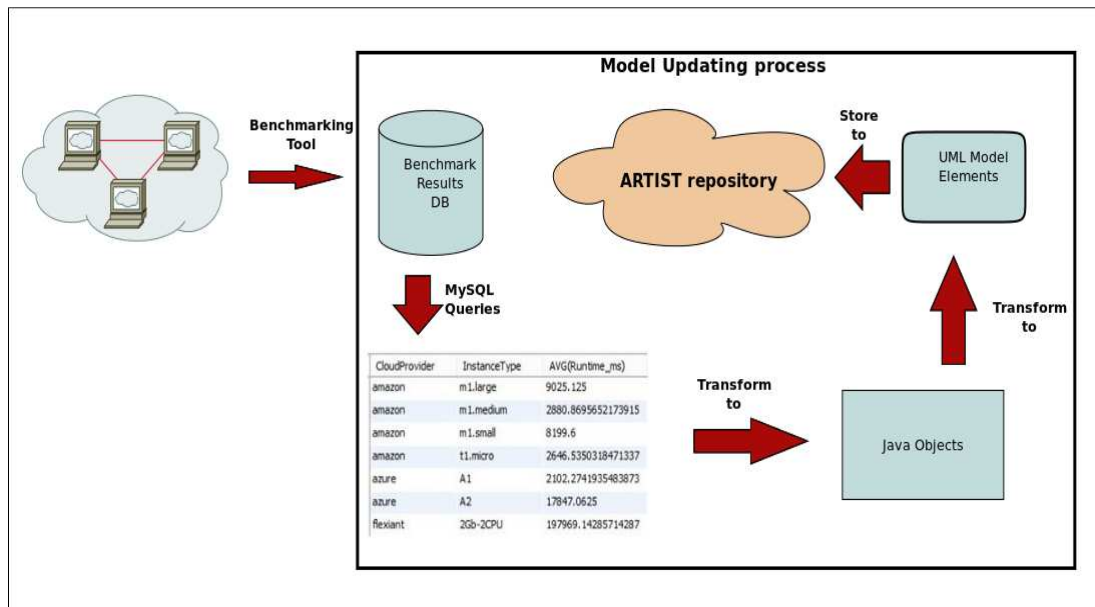 Model Updating process
Benchmarking
Tool
Benchmark
Results
DB
ARTIST repository
Store
to
UML Model
Elements
MySQL
Queries
Transform
to
CloudProvider InstanceType AVG(Runtime_ms)
amazon m1.large 9025.125
amazon m1.medium 2880.8695652173915
amazon m1.small 8199.6
amazon t1.micro 2646.5350318471337
azure A1 2102.2741935483873
azure A2 17847.0625
flexiant 2Gb-2CPU 197969.14285714287
Transform
to
Java Objects